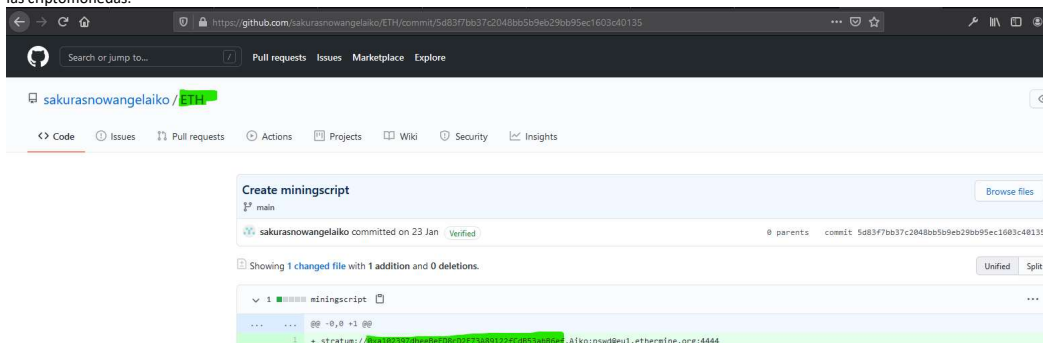 las criptomonedas.
https://github.com/sakurasnowangelaiko/ETH/commit/5d83f7bb37c2048bb5b9eb29bb95ec1603c40135
Search or jump to... / Pull requests Issues Marketplace Explore
sakurasnowangelaiko / ETH
Code Issues Pull requests Actions Projects Wiki Security Insights
Create miningscript Browse files
main
sakurasnowangelaiko committed on 23 Jan Verified 0 parents commit 5d83f7bb37c2048bb5b9eb29bb95ec1603c40135
Showing 1 changed file with 1 addition and 0 deletions. Unified Split
1 miningscript ...
... ... @@ -0,0 +1 @@
1 + stratum://0xa102397dbeeBeFD8cD2F73A89122fCdB53abB6ef.Aiko:pswd@eu1.ethermine.org:4444